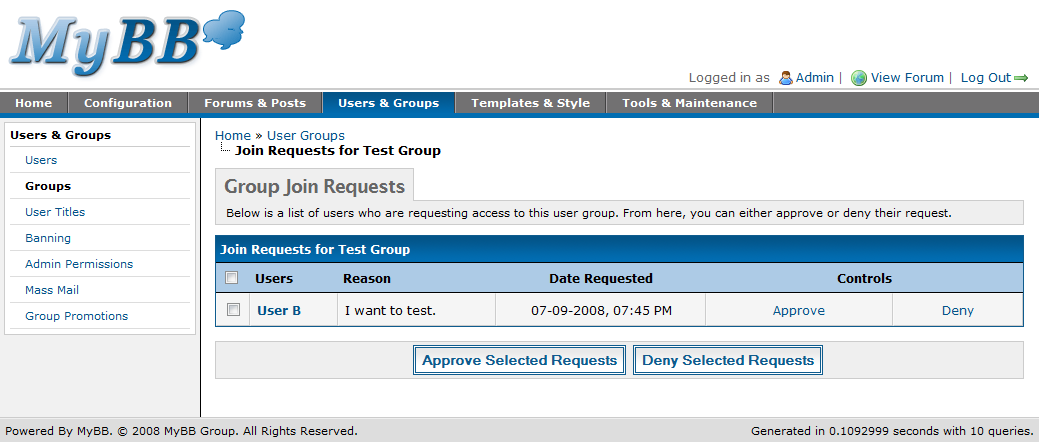 MyBB
Logged in as Admin | View Forum | Log Out
Home Configuration Forums & Posts Users & Groups Templates & Style Tools & Maintenance
Users & Groups
Users
Groups
User Titles
Banning
Admin Permissions
Mass Mail
Group Promotions
Home » User Groups
Join Requests for Test Group
Group Join Requests
Below is a list of users who are requesting access to this user group. From here, you can either approve or deny their request.
Join Requests for Test Group
Users Reason Date Requested Controls
User B I want to test. 07-09-2008, 07:45 PM Approve Deny
Approve Selected Requests Deny Selected Requests
Powered By MyBB. © 2008 MyBB Group. All Rights Reserved. Generated in 0.1092999 seconds with 10 queries.